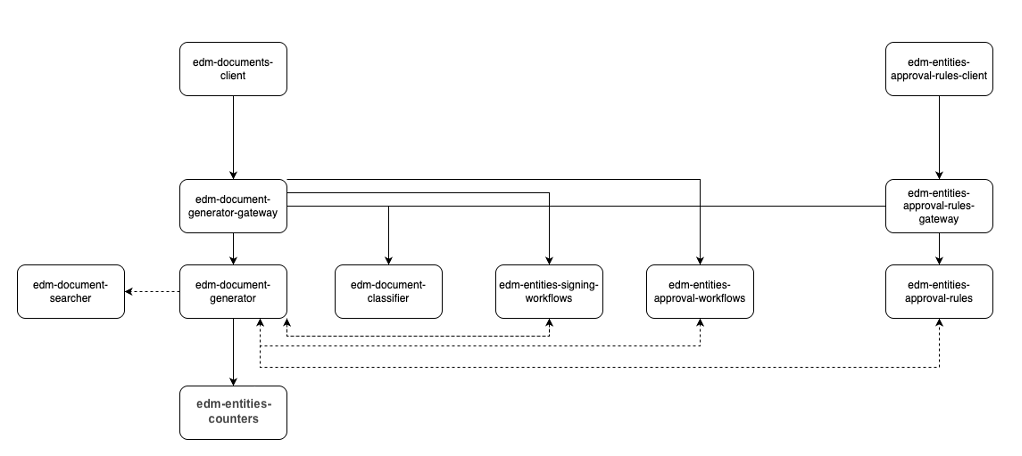 edm-documents-
client
edm-entities-
approval-rules-client
edm-document-
generator-gateway
edm-entities-
approval-rules-
gateway
edm-document-
searcher
edm-document-
generator
edm-document-
classifier
edm-entities-signing-
workflows
edm-entities-
approval-workflows
edm-entities-
approval-rules
edm-entities-
counters